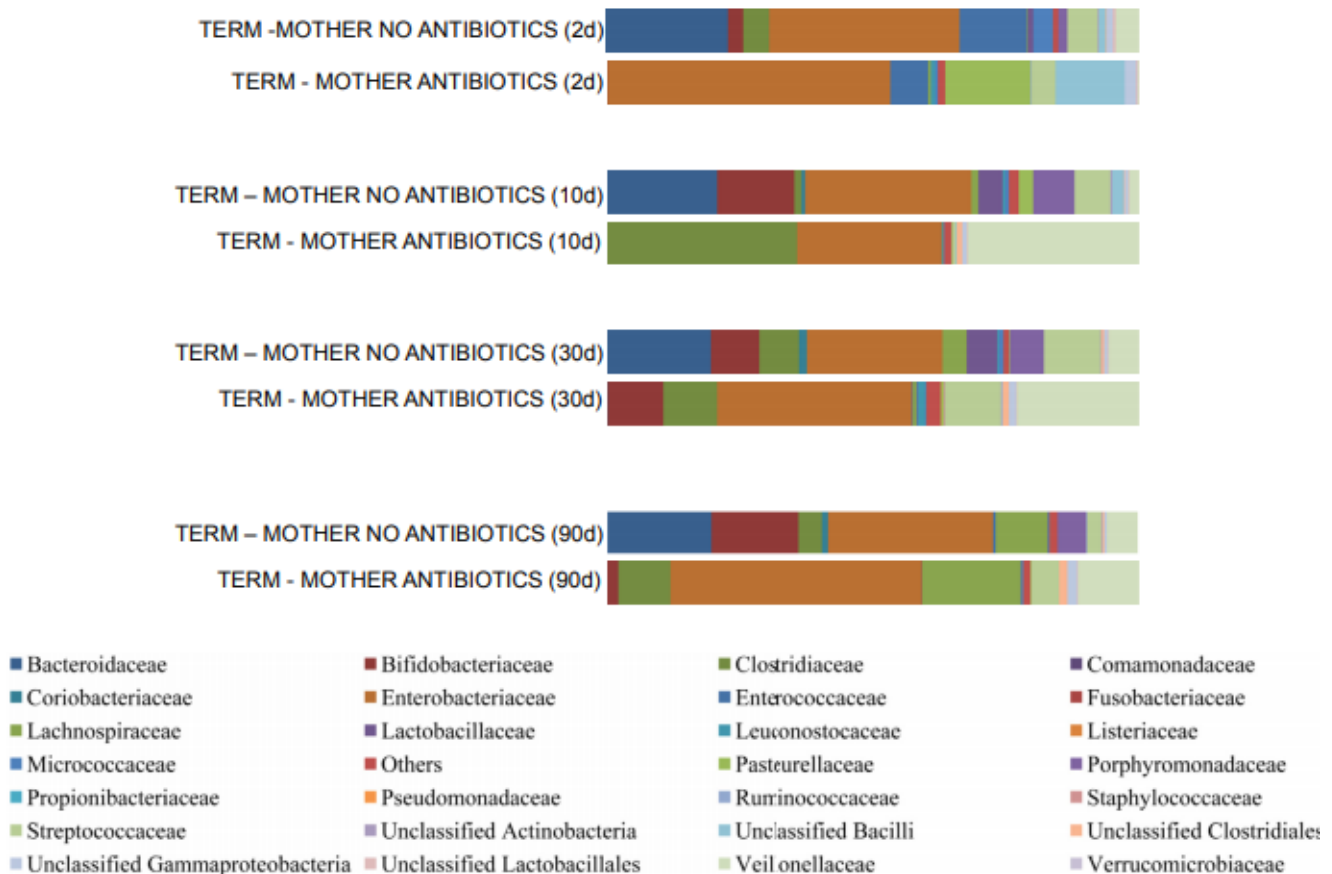 TERM -MOTHER NO ANTIBIOTICS (2d)
TERM - MOTHER ANTIBIOTICS (2d)
TERM – MOTHER NO ANTIBIOTICS (10d)
TERM - MOTHER ANTIBIOTICS (10d)
TERM – MOTHER NO ANTIBIOTICS (30d)
TERM - MOTHER ANTIBIOTICS (30d)
TERM – MOTHER NO ANTIBIOTICS (90d)
TERM - MOTHER ANTIBIOTICS (90d)
Bacteroidaceae Bifidobacteriaceae Clostridiaceae Comamonadaceae
Coriobacteriaceae Enterobacteriaceae Enterococcaceae Fusobacteriaceae
Lachnospiraceae Lactobacillaceae Leuconostocaceae Listeriaceae
Micrococcaceae Others Pasteurellaceae Porphyromonadaceae
Propionibacteriaceae Pseudomonadaceae Ruminococcaceae Staphylococcaceae
Streptococcaceae Unclassified Actinobacteria Unclassified Bacilli Unclassified Clostridiales
Unclassified Gammaproteobacteria Unclassified Lactobacillales Veil onellaceae Verrucomicrobiaceae